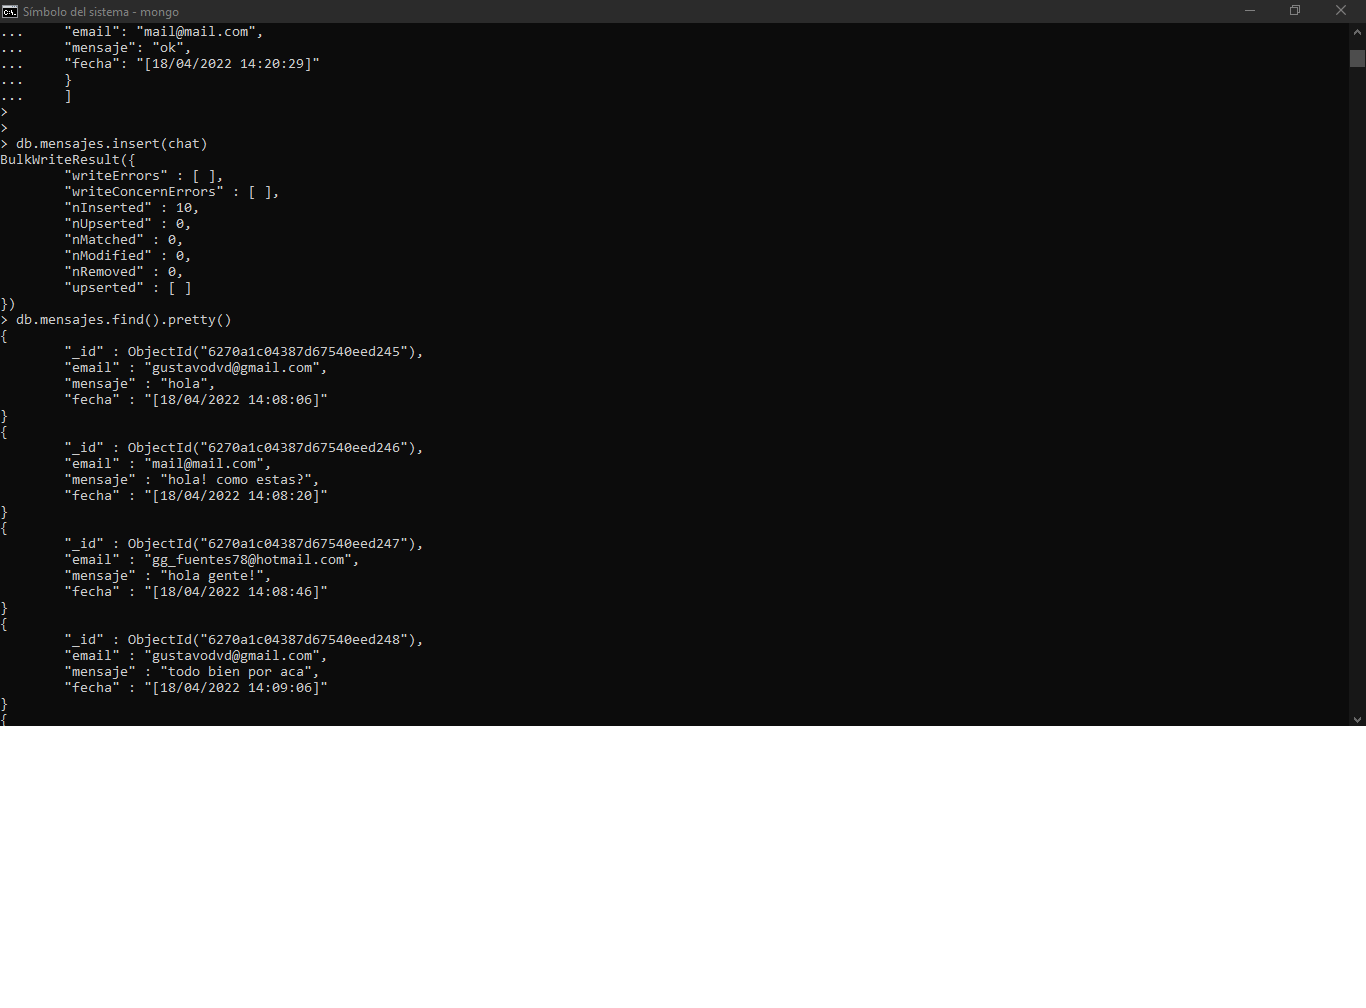 Símbolo del sistema - mongo
...     "email": "mail@mail.com",
...     "mensaje": "ok",
...     "fecha": "[18/04/2022 14:20:29]"
...     }
...     ]
>
>
> db.mensajes.insert(chat)
BulkWriteResult({
        "writeErrors" : [ ],
        "writeConcernErrors" : [ ],
        "nInserted" : 10,
        "nUpserted" : 0,
        "nMatched" : 0,
        "nModified" : 0,
        "nRemoved" : 0,
        "upserted" : [ ]
})
> db.mensajes.find().pretty()
{
        "_id" : ObjectId("6270a1c04387d67540eed245"),
        "email" : "gustavodvd@gmail.com",
        "mensaje" : "hola",
        "fecha" : "[18/04/2022 14:08:06]"
}
{
        "_id" : ObjectId("6270a1c04387d67540eed246"),
        "email" : "mail@mail.com",
        "mensaje" : "hola! como estas?",
        "fecha" : "[18/04/2022 14:08:20]"
}
{
        "_id" : ObjectId("6270a1c04387d67540eed247"),
        "email" : "gg_fuentes78@hotmail.com",
        "mensaje" : "hola gente!",
        "fecha" : "[18/04/2022 14:08:46]"
}
{
        "_id" : ObjectId("6270a1c04387d67540eed248"),
        "email" : "gustavodvd@gmail.com",
        "mensaje" : "todo bien por aca",
        "fecha" : "[18/04/2022 14:09:06]"
}
{